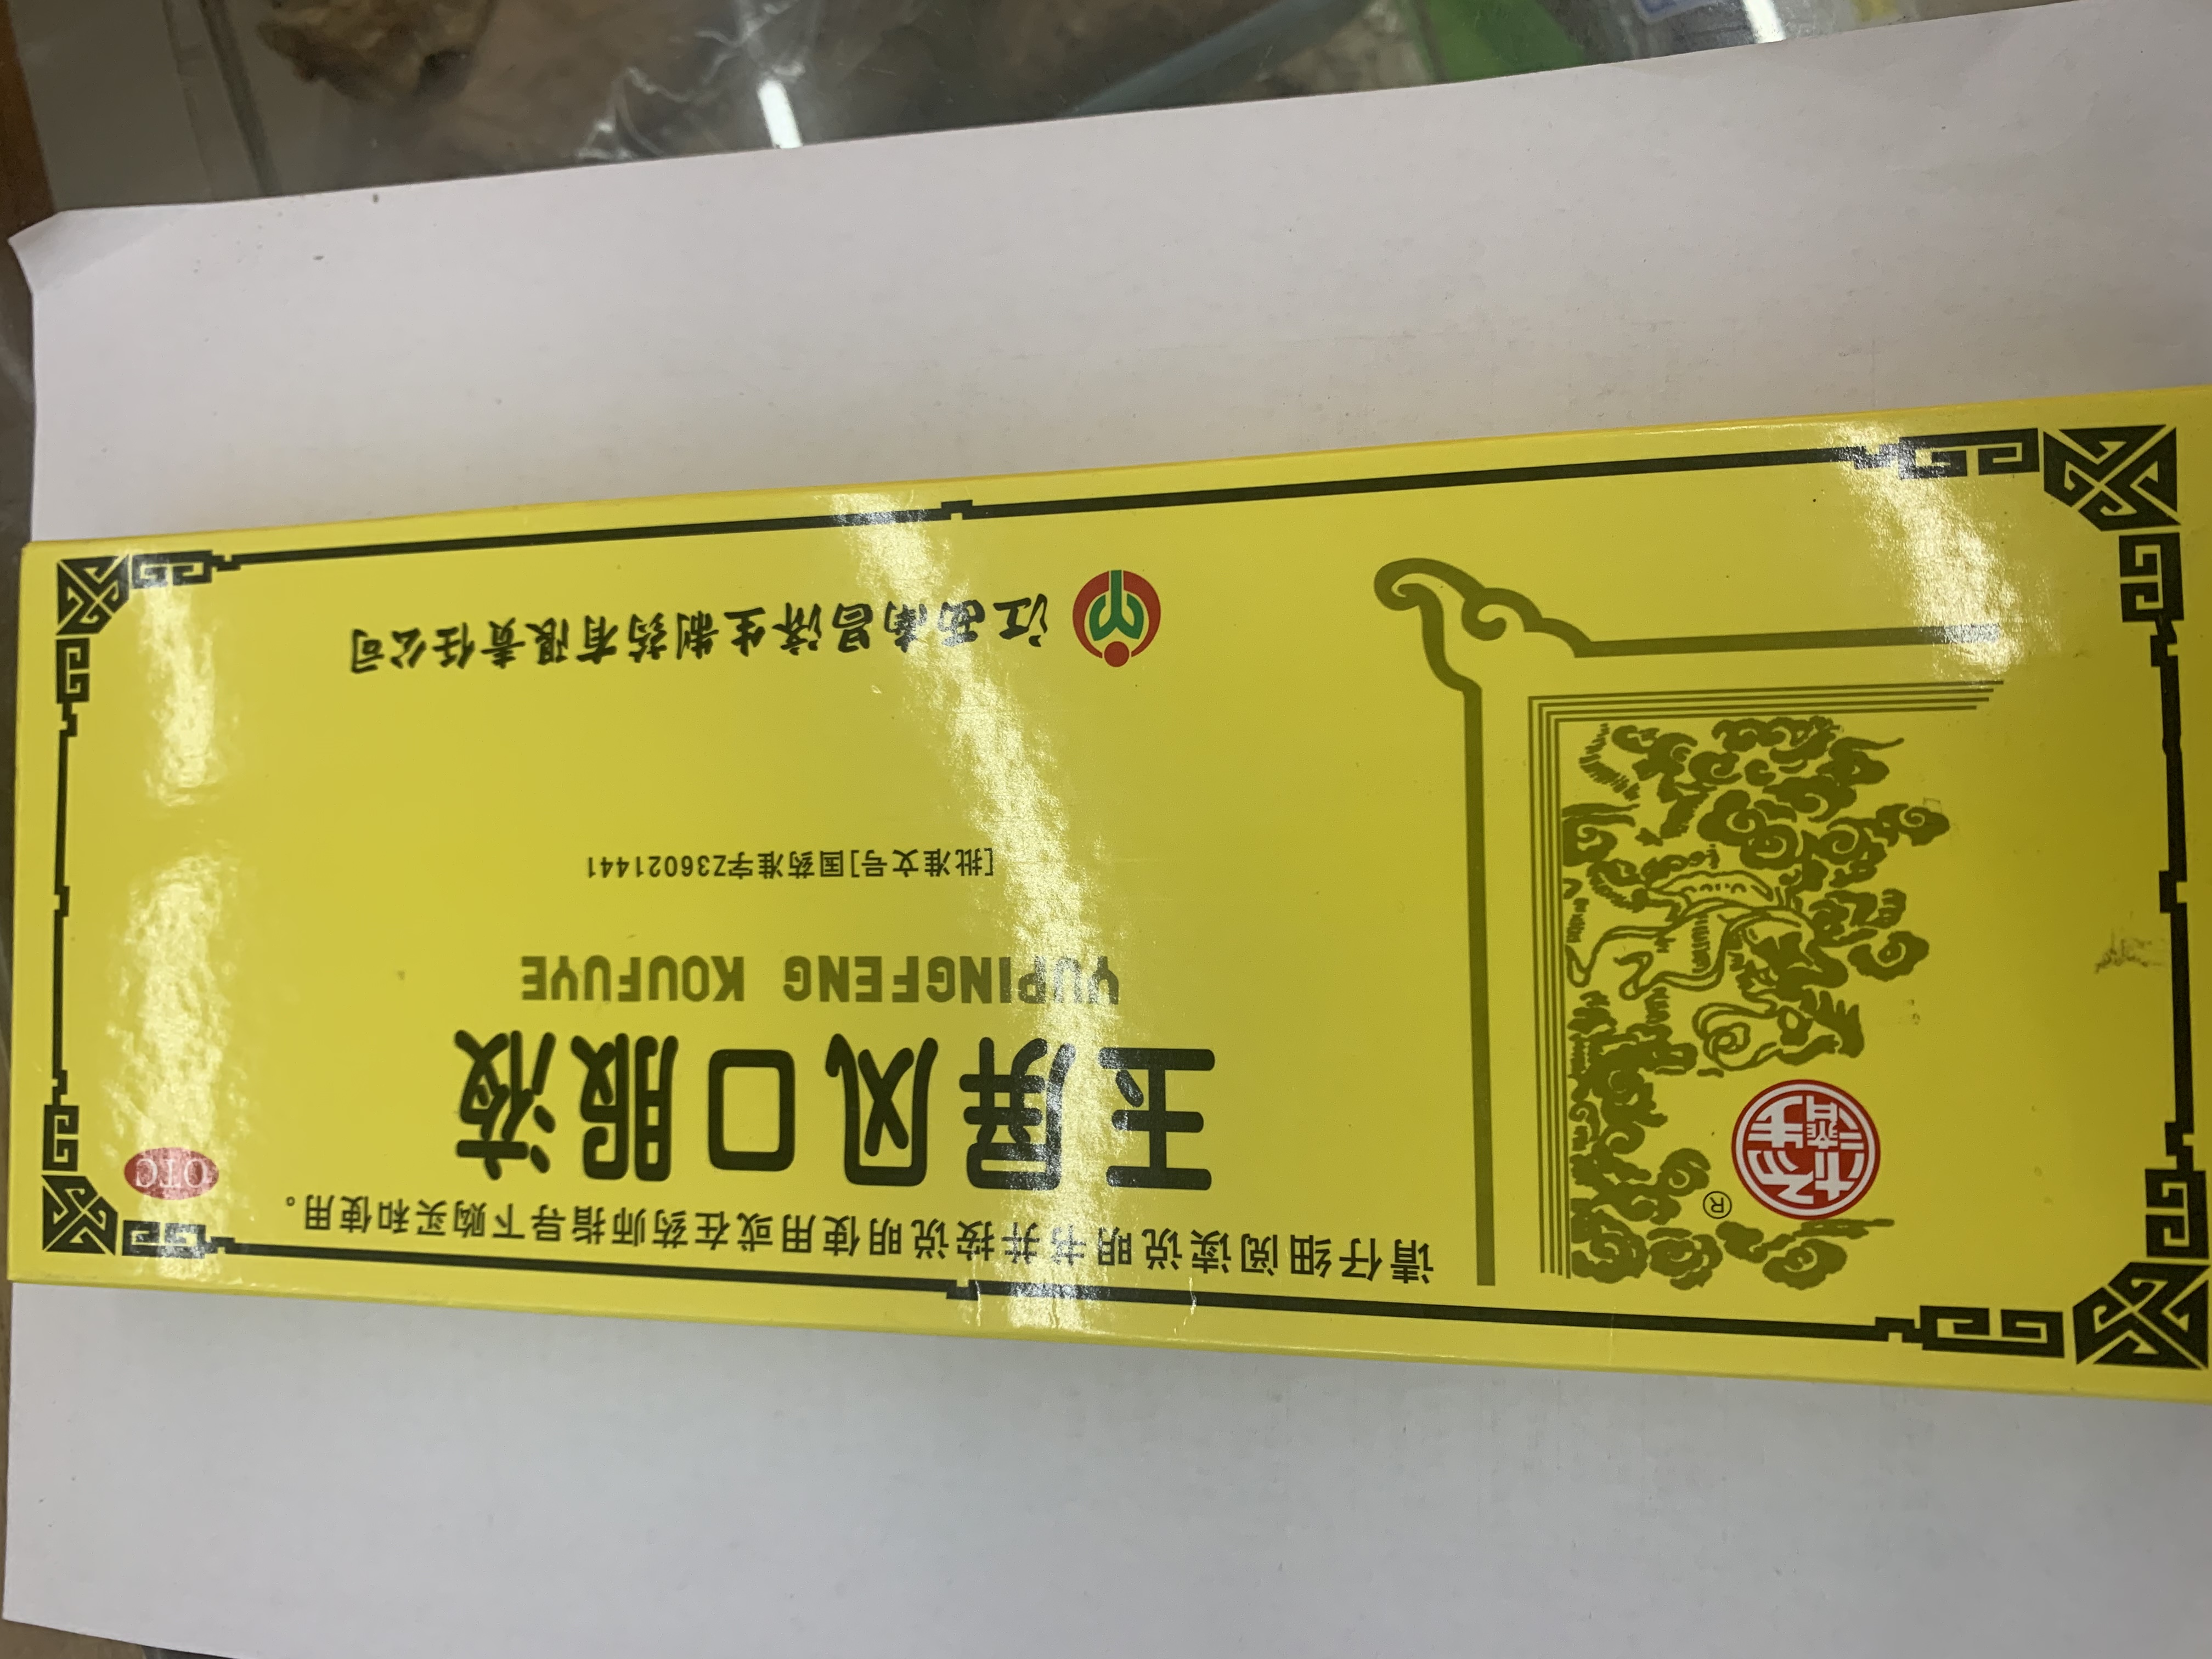 请仔细阅读说明书并按说明使用或在药师指导下购买和使用。
OTC
®
济生
玉屏风口服液
YUPINGFENG KOUFUYE
[批准文号]国药准字Z36021441
江西南昌济生制药有限责任公司